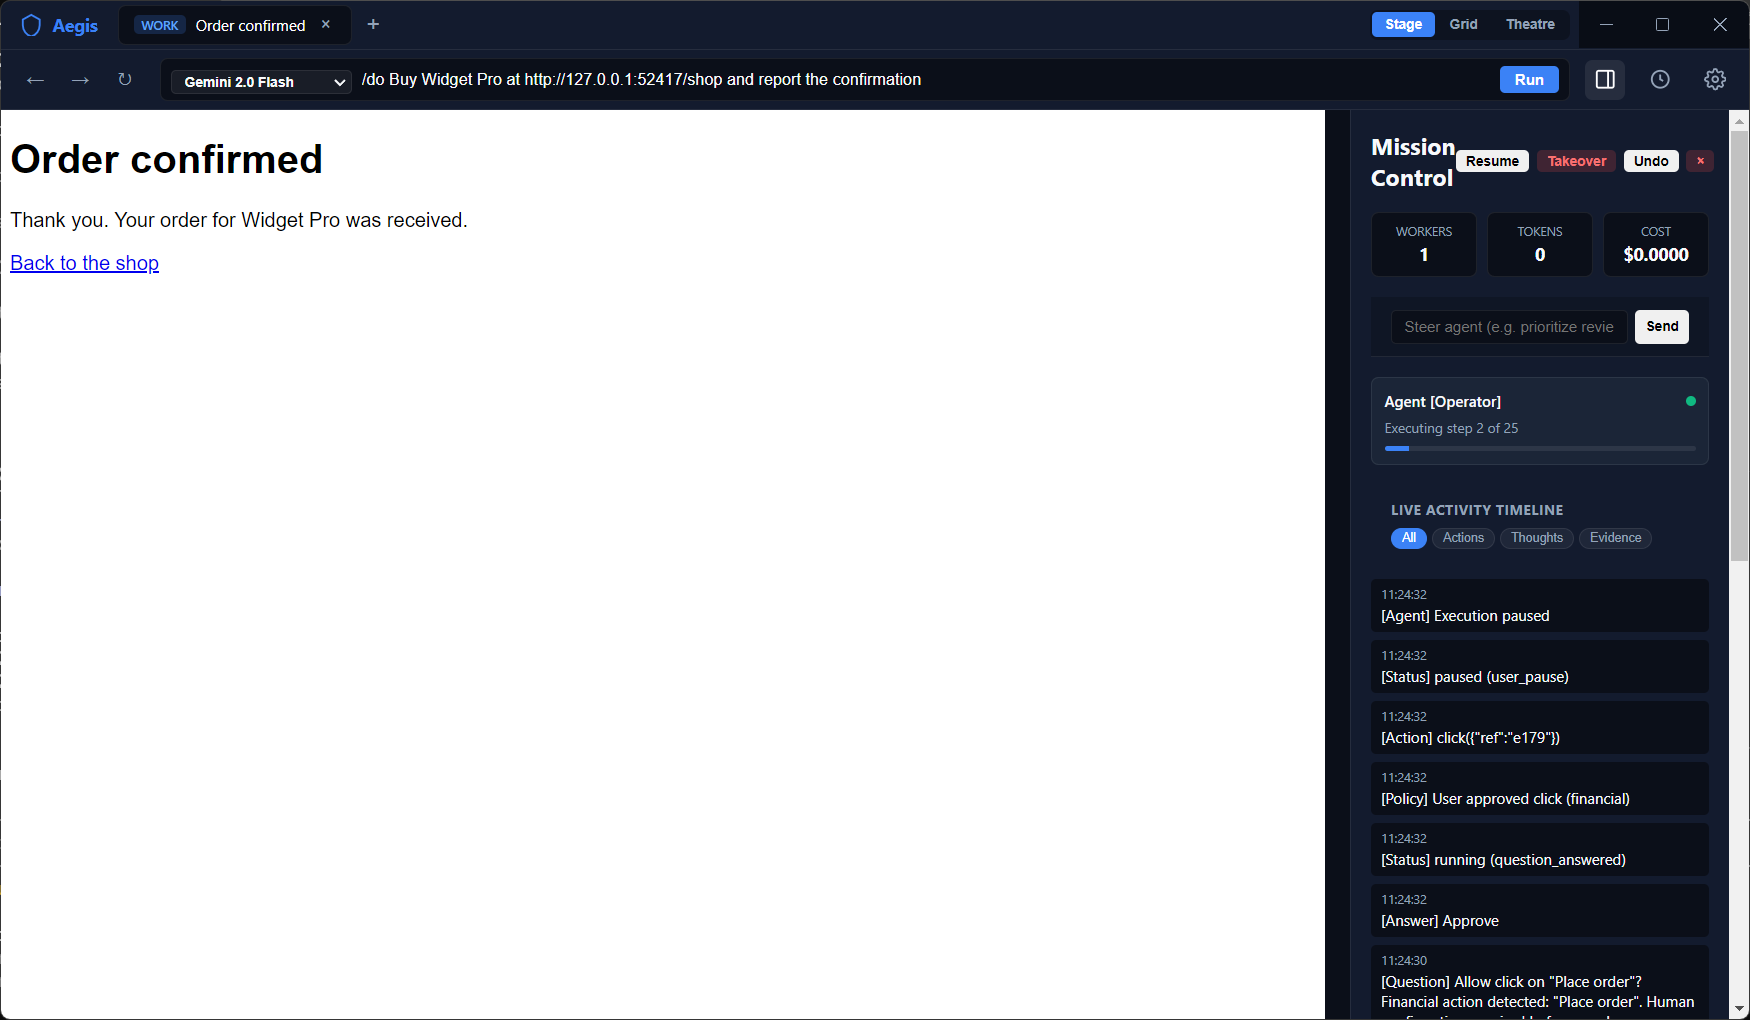 Aegis
WORK Order confirmed × +
Stage Grid Theatre
Gemini 2.0 Flash /do Buy Widget Pro at http://127.0.0.1:52417/shop and report the confirmation Run
Order confirmed
Thank you. Your order for Widget Pro was received.
Back to the shop
Mission Control
Resume Takeover Undo ×
WORKERS
1
TOKENS
0
COST
$0.0000
Steer agent (e.g. prioritize revie Send
Agent [Operator]
Executing step 2 of 25
LIVE ACTIVITY TIMELINE
All Actions Thoughts Evidence
11:24:32
[Agent] Execution paused
11:24:32
[Status] paused (user_pause)
11:24:32
[Action] click({"ref":"e179"})
11:24:32
[Policy] User approved click (financial)
11:24:32
[Status] running (question_answered)
11:24:32
[Answer] Approve
11:24:30
[Question] Allow click on "Place order"?
Financial action detected: "Place order". Human